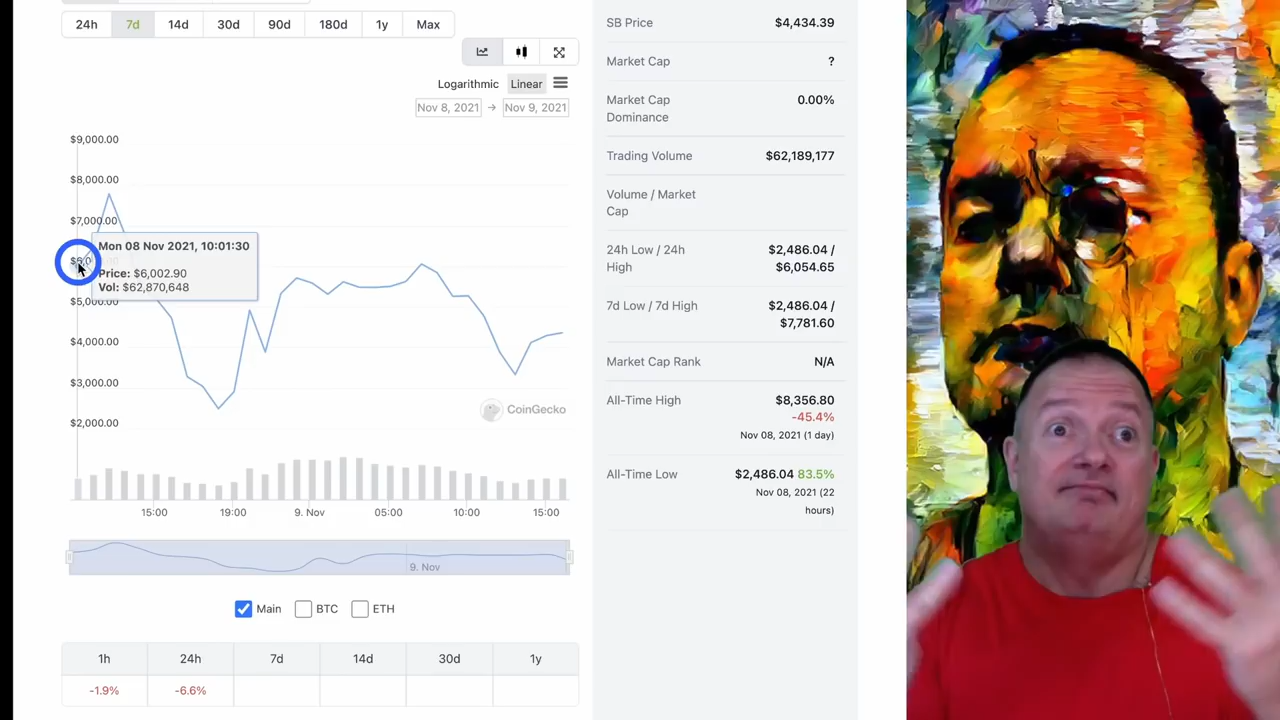 24h 7d 14d 30d 90d 180d 1y Max
Logarithmic Linear
Nov 8, 2021 → Nov 9, 2021
$9,000.00
$8,000.00
$7,000.00
Mon 08 Nov 2021, 10:01:30
Price: $6,002.90
Vol: $62,870,648
$5,000.00
$4,000.00
$3,000.00
$2,000.00
CoinGecko
15:00 19:00 9. Nov 05:00 10:00 15:00
9. Nov
Main BTC ETH
1h 24h 7d 14d 30d 1y
-1.9% -6.6%
SB Price $4,434.39
Market Cap ?
Market Cap 0.00%
Dominance
Trading Volume $62,189,177
Volume / Market
Cap
24h Low / 24h $2,486.04 /
High $6,054.65
7d Low / 7d High $2,486.04 /
$7,781.60
Market Cap Rank N/A
All-Time High $8,356.80
-45.4%
Nov 08, 2021 (1 day)
All-Time Low $2,486.04 83.5%
Nov 08, 2021 (22
hours)